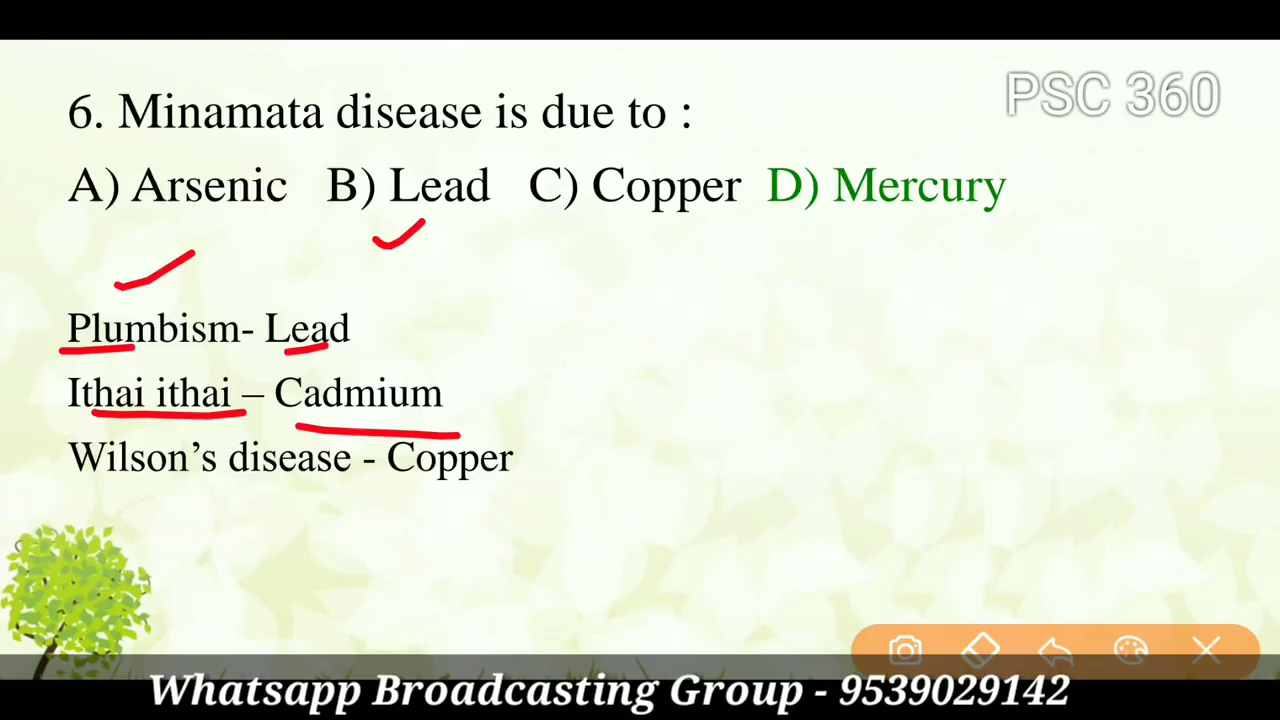 PSC 360
6. Minamata disease is due to :
A) Arsenic B) Lead C) Copper D) Mercury
Plumbism- Lead
Ithai ithai – Cadmium
Wilson’s disease - Copper
Whatsapp Broadcasting Group - 9539029142